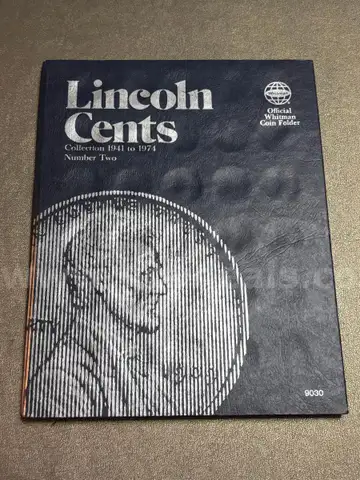 Lincoln
Cents
Collection 1941 to 1974
Number Two
Official
Whitman
Coin Folder
9030